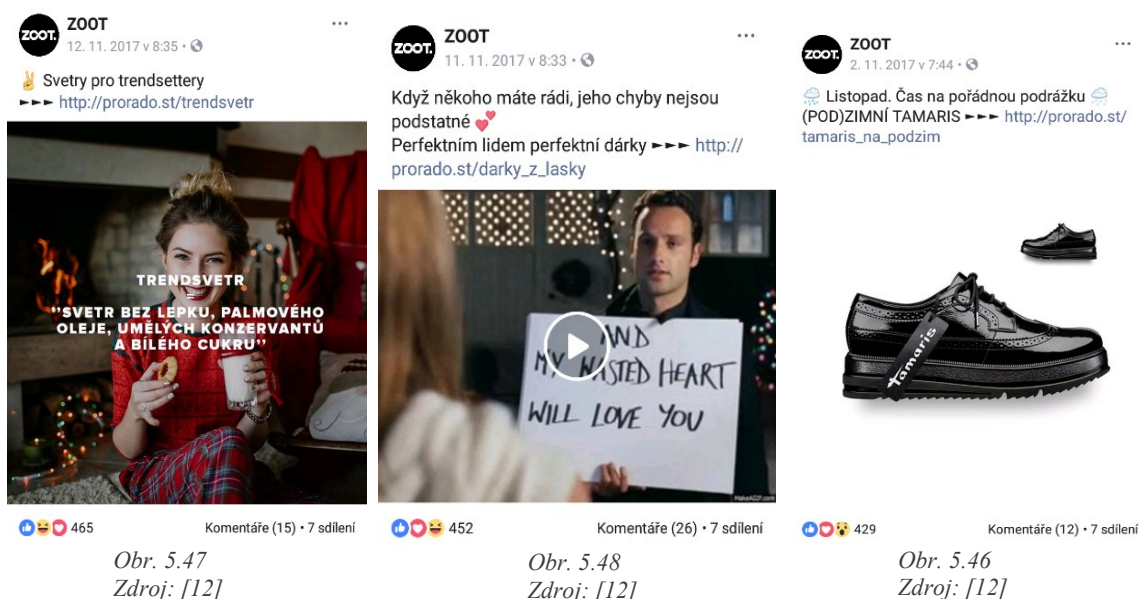 ZOOT.
ZOOT
12. 11. 2017 v 8:35 •
Svetry pro trendsettery
►►► http://prorado.st/trendsvetr
TRENDSVETR
=
"SVETR BEZ LEPKU, PALMOVÉHO
OLEJE, UMĚLÝCH KONZERVANTŮ
A BÍLÉHO CUKRU"
465
Komentáře (15) • 7 sdílení
Obr. 5.47
Zdroj: [12]
ZOOT.
ZOOT
11. 11. 2017 v 8:33 •
Když někoho máte rádi, jeho chyby nejsou
podstatné 💕
Perfektním lidem perfektní dárky ►►► http://
prorado.st/darky_z_lasky
AND
MY WASTED HEART
WILL LOVE YOU
MakeAGIF.com
452
Komentáře (26) • 7 sdílení
Obr. 5.48
Zdroj: [12]
ZOOT.
ZOOT
2. 11. 2017 v 7:44 •
🌧 Listopad. Čas na pořádnou podrážku 🌧
(POD)ZIMNÍ TAMARIS ►►► http://prorado.st/
tamaris_na_podzim
Tamaris
429
Komentáře (12) • 7 sdílení
Obr. 5.46
Zdroj: [12]